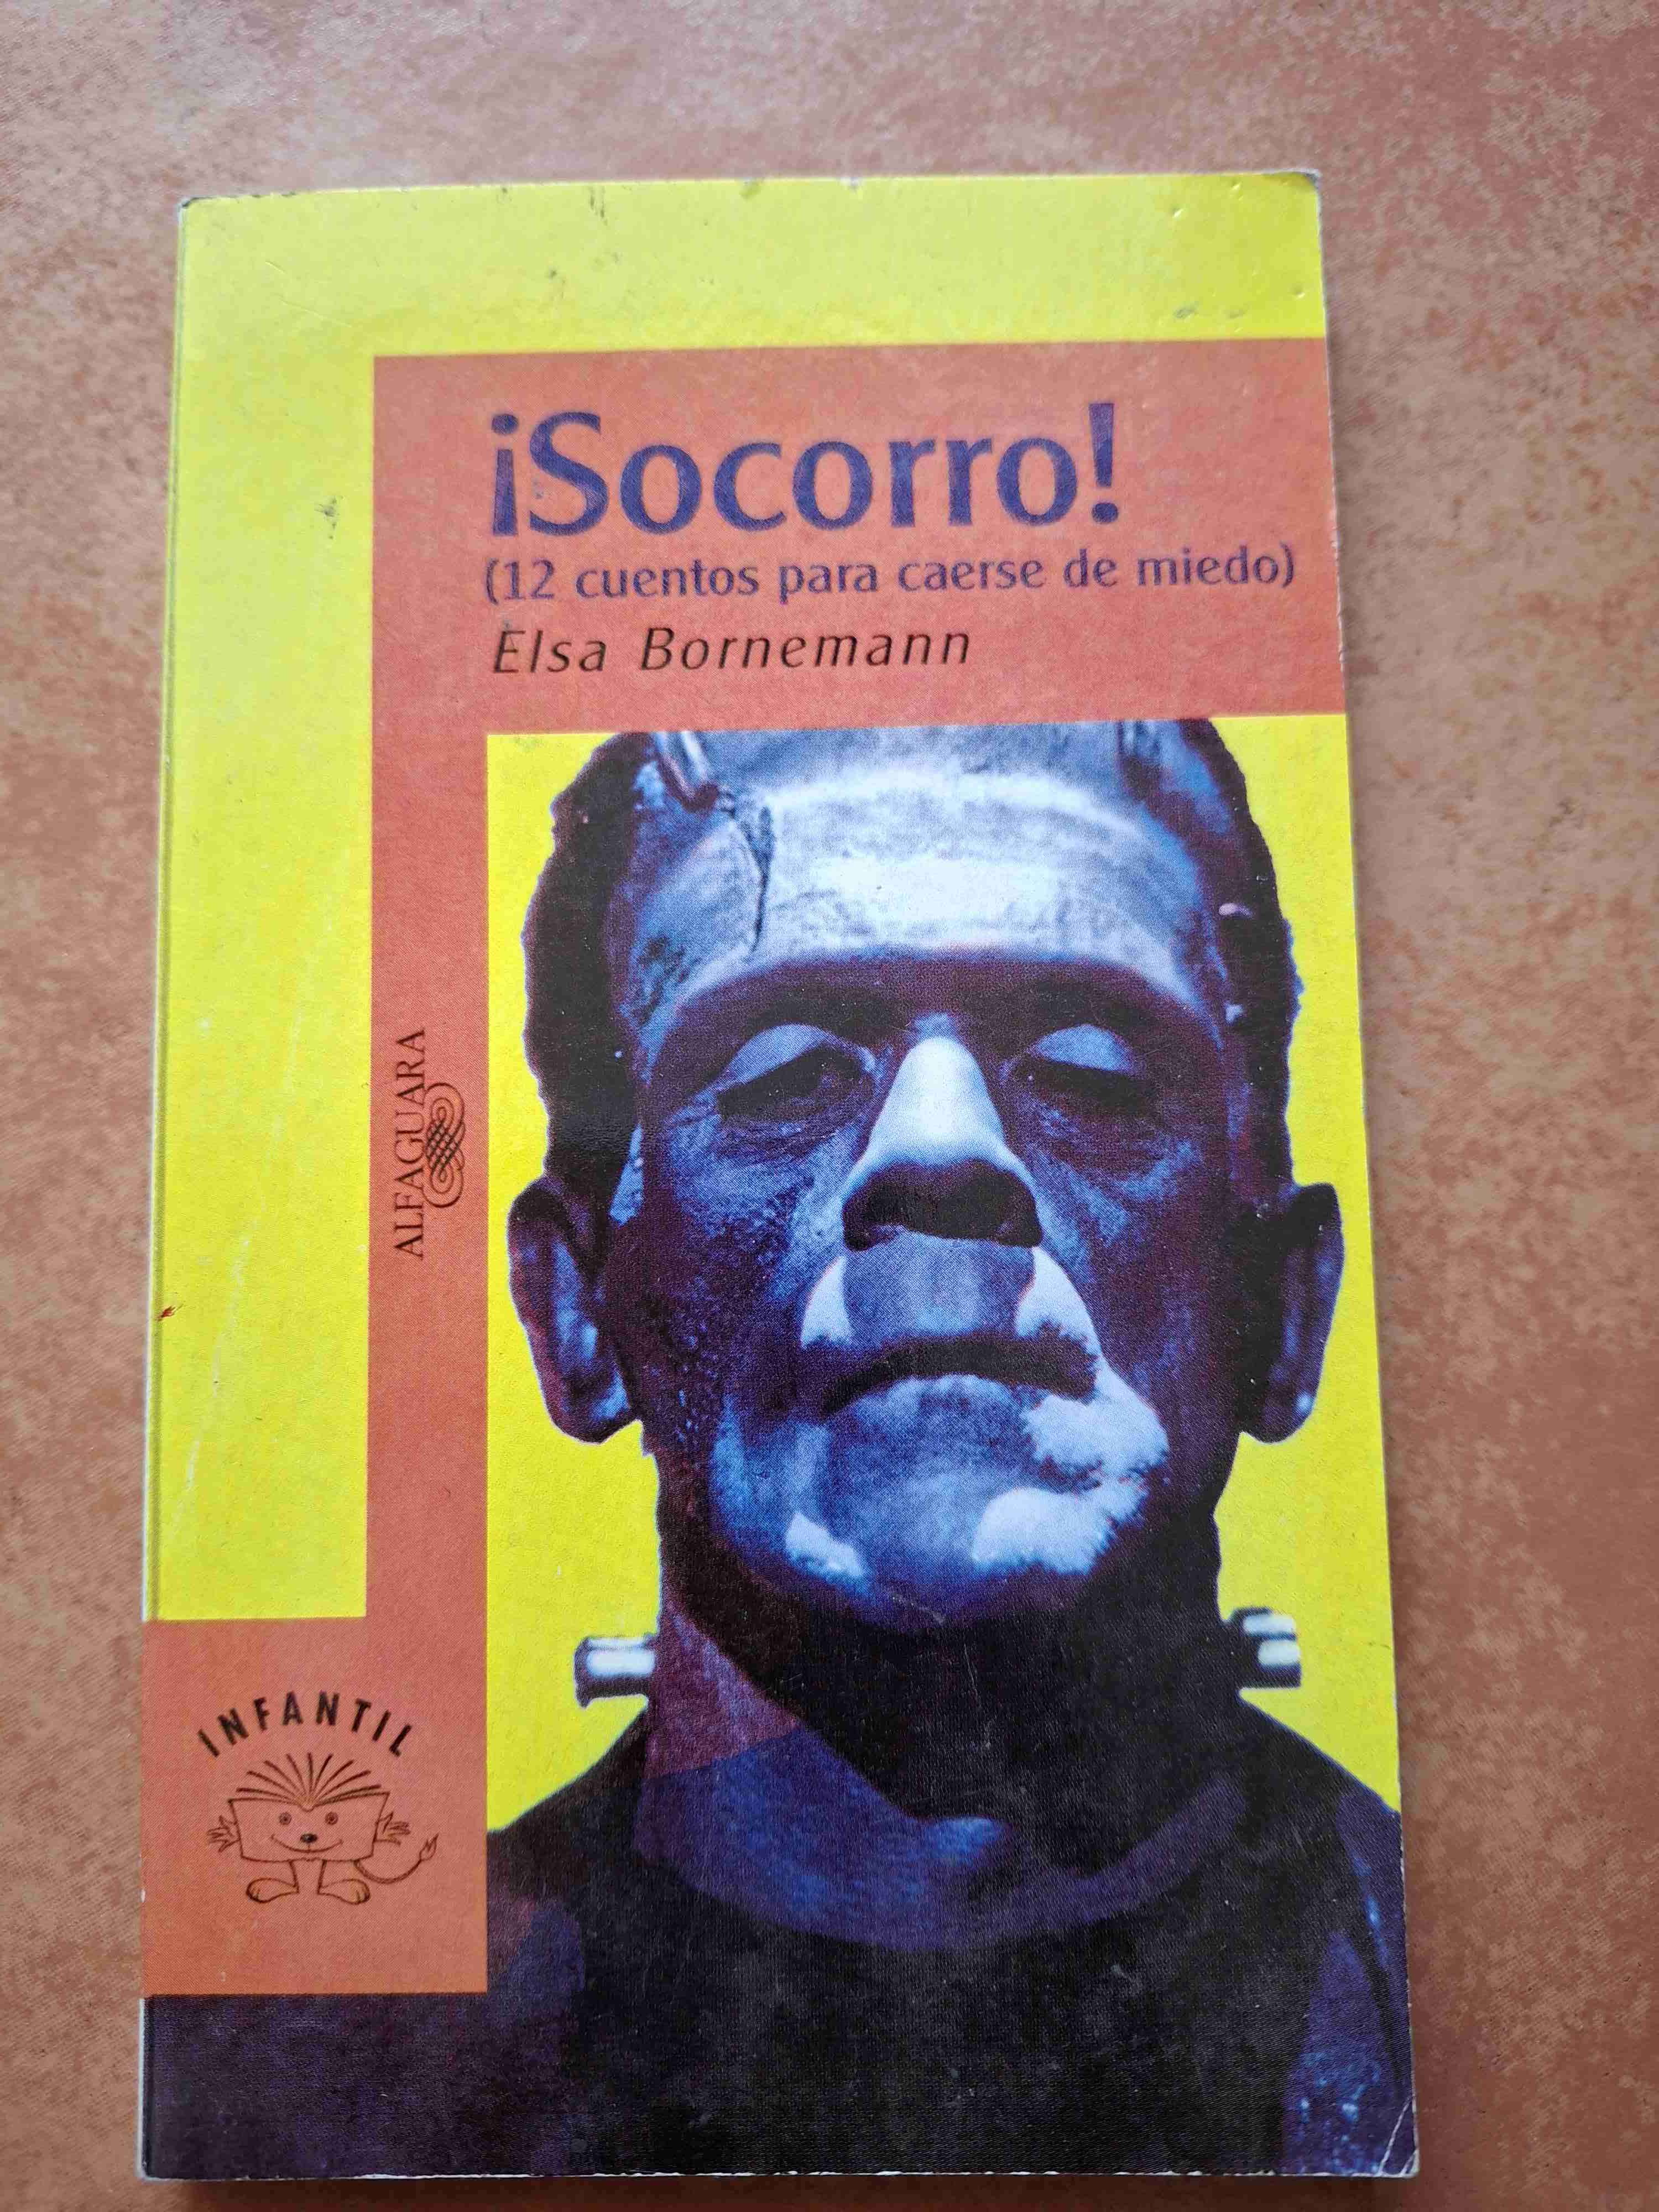 ¡Socorro!
(12 cuentos para caerse de miedo)
Elsa Bornemann
ALFAGUARA
INFANTIL